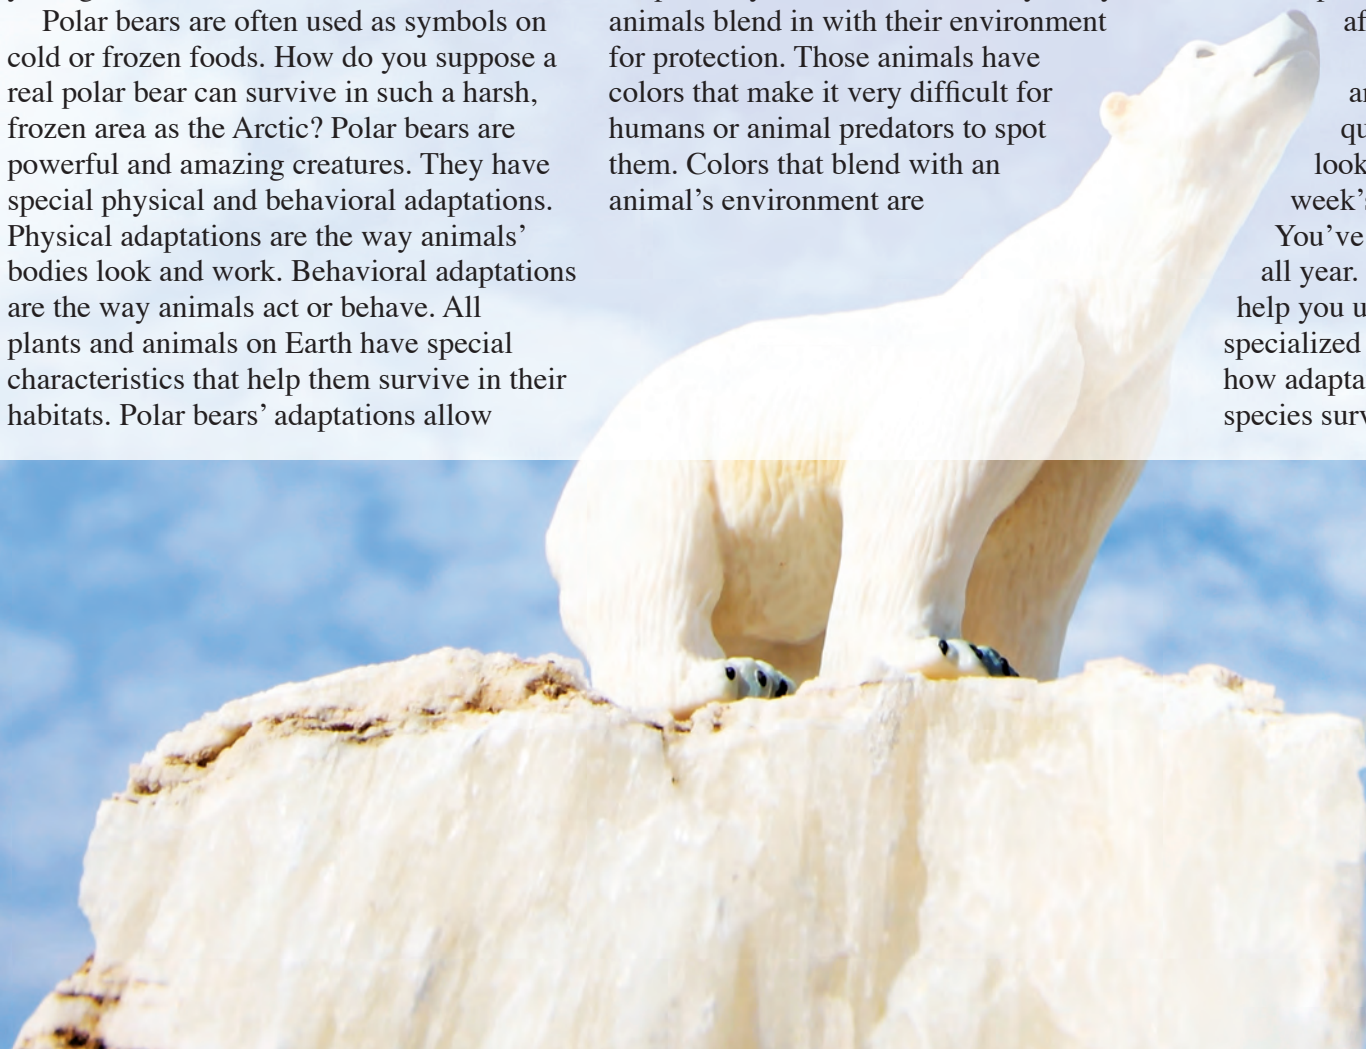 Polar bears are often used as symbols on
cold or frozen foods. How do you suppose a
real polar bear can survive in such a harsh,
frozen area as the Arctic? Polar bears are
powerful and amazing creatures. They have
special physical and behavioral adaptations.
Physical adaptations are the way animals’
bodies look and work. Behavioral adaptations
are the way animals act or behave. All
plants and animals on Earth have special
characteristics that help them survive in their
habitats. Polar bears’ adaptations allow
animals blend in with their environment
for protection. Those animals have
colors that make it very difficult for
humans or animal predators to spot
them. Colors that blend with an
animal’s environment are
look
week’s
You’ve
all year.
help you
specialized
how
species